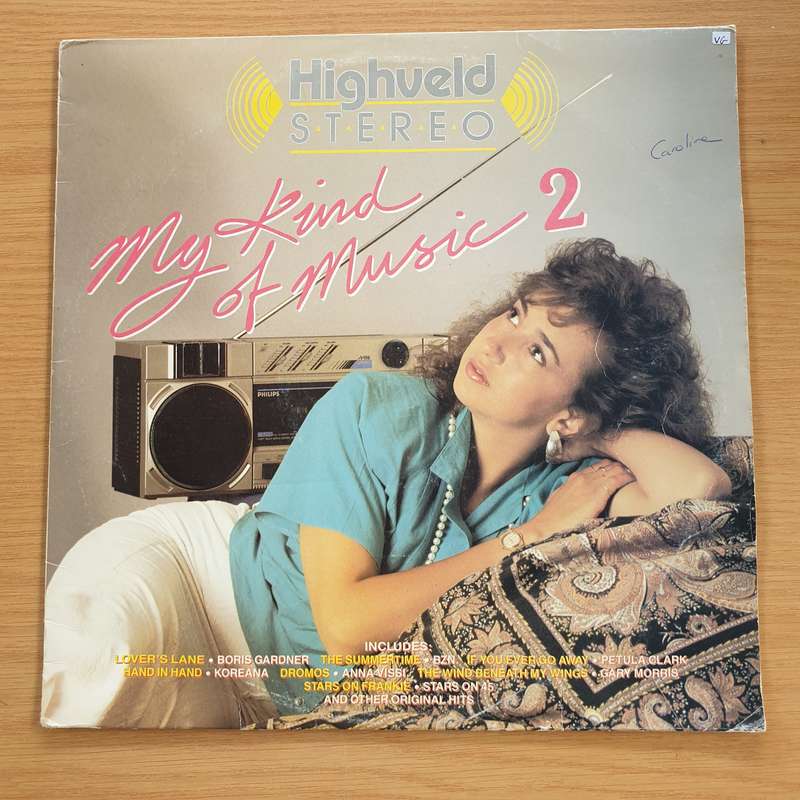 VG
Highveld
STEREO
Caroline
My Kind
of Music 2
PHILIPS
INCLUDES:
LOVER'S LANE • BORIS GARDNER THE SUMMERTIME • BZN IF YOU EVER GO AWAY • PETULA CLARK
HAND IN HAND • KOREANA DROMOS • ANNA VISSI THE WIND BENEATH MY WINGS • GARY MORRIS
STARS ON FRANKIE • STARS ON 45
AND OTHER ORIGINAL HITS